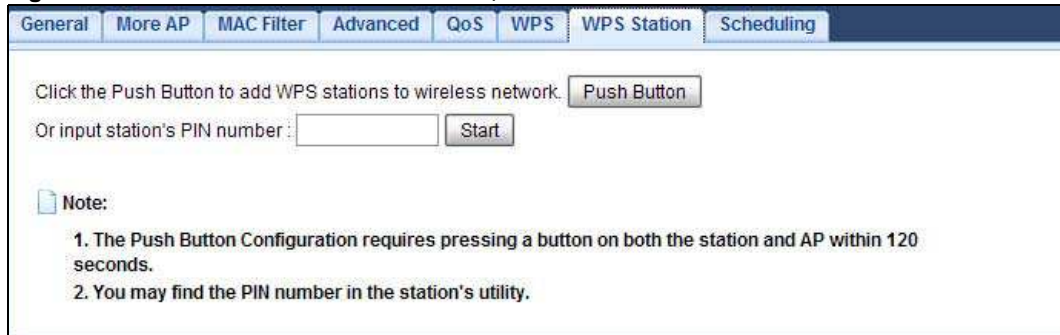 General More AP MAC Filter Advanced QoS WPS WPS Station Scheduling
Click the Push Button to add WPS stations to wireless network. Push Button
Or input station's PIN number : Start
Note:
1. The Push Button Configuration requires pressing a button on both the station and AP within 120
seconds.
2. You may find the PIN number in the station's utility.